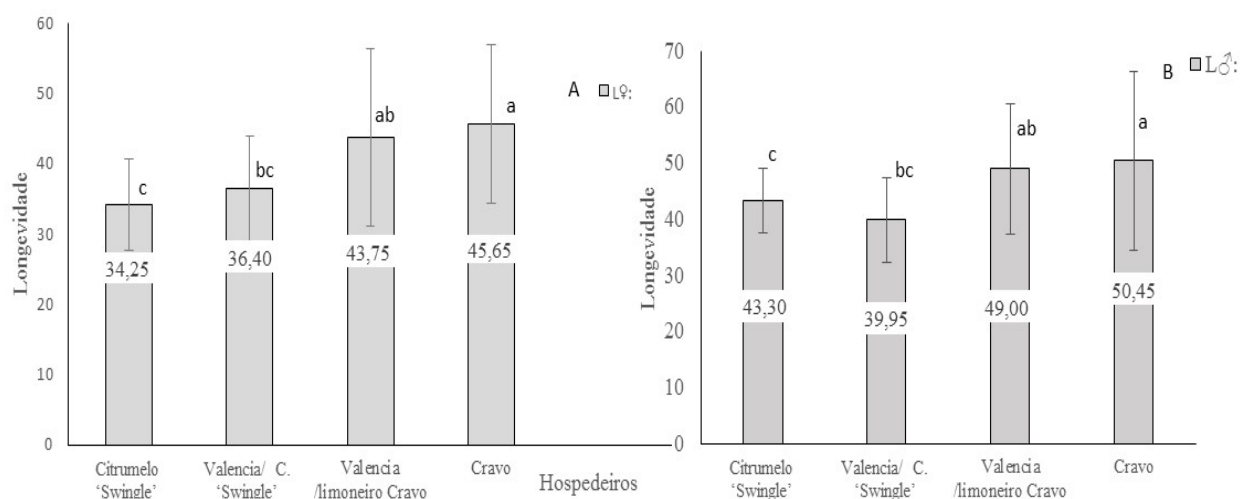 60
50
40
30
20
10
0
Longevidade
A
L♀:
c
bc
ab
a
34,25
36,40
43,75
45,65
Citrumelo
‘Swingle’
Valencia/ C.
‘Swingle’
Valencia
/limoneiro Cravo
Cravo
Hospedeiros
70
60
50
40
30
20
10
0
Longevidade
B
L♂:
c
bc
ab
a
43,30
39,95
49,00
50,45
Citrumelo
‘Swingle’
Valencia/ C.
‘Swingle’
Valencia
/limoneiro Cravo
Cravo